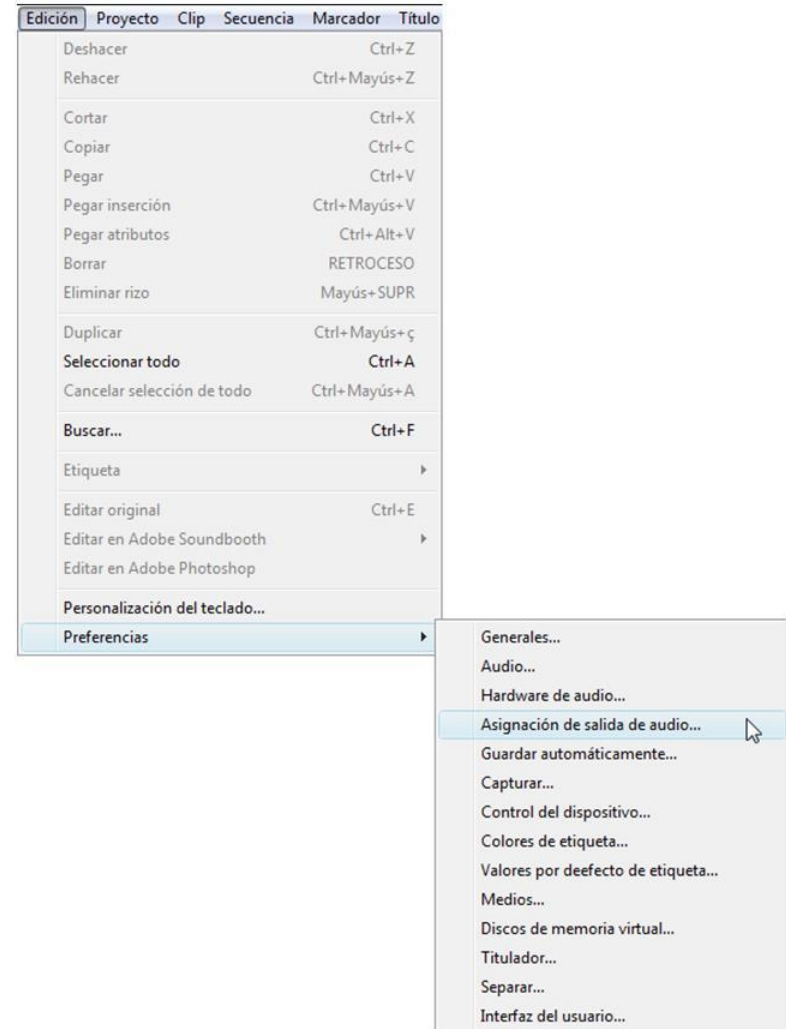 Edición Proyecto Clip Secuencia Marcador Título
Deshacer Ctrl+Z
Rehacer Ctrl+Mayús+Z
Cortar Ctrl+X
Copiar Ctrl+C
Pegar Ctrl+V
Pegar inserción Ctrl+Mayús+V
Pegar atributos Ctrl+Alt+V
Borrar RETROCESO
Eliminar rizo Mayús+SUPR
Duplicar Ctrl+Mayús+ç
Seleccionar todo Ctrl+A
Cancelar selección de todo Ctrl+Mayús+A
Buscar... Ctrl+F
Etiqueta
Editar original Ctrl+E
Editar en Adobe Soundbooth
Editar en Adobe Photoshop
Personalización del teclado...
Preferencias
Generales...
Audio...
Hardware de audio...
Asignación de salida de audio...
Guardar automáticamente...
Capturar...
Control del dispositivo...
Colores de etiqueta...
Valores por deefecto de etiqueta...
Medios...
Discos de memoria virtual...
Titulador...
Separar...
Interfaz del usuario...